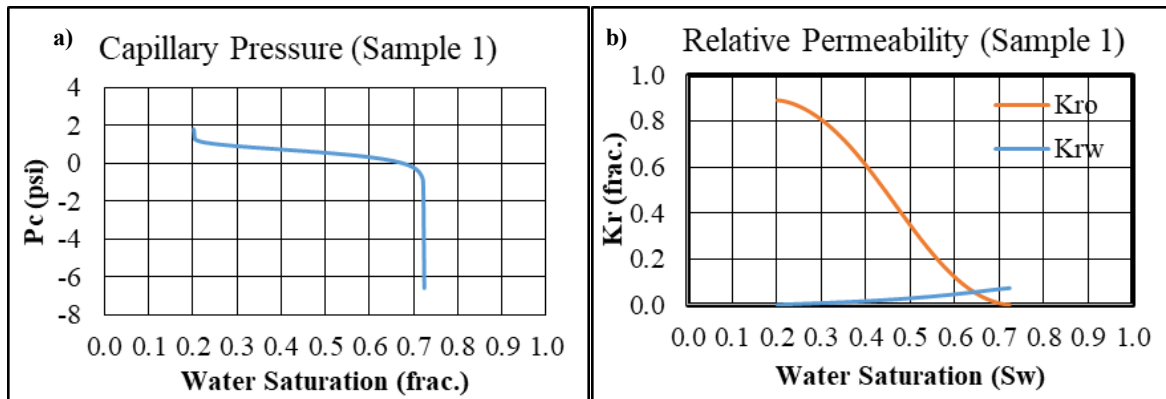 a) Capillary Pressure (Sample 1)
4
2
0
-2
-4
-6
-8
Pc (psi)
0.0 0.1 0.2 0.3 0.4 0.5 0.6 0.7 0.8 0.9 1.0
Water Saturation (frac.)
b) Relative Permeability (Sample 1)
1.0
0.8
0.6
0.4
0.2
0.0
Kr (frac.)
Kro
Krw
0.0 0.1 0.2 0.3 0.4 0.5 0.6 0.7 0.8 0.9 1.0
Water Saturation (Sw)